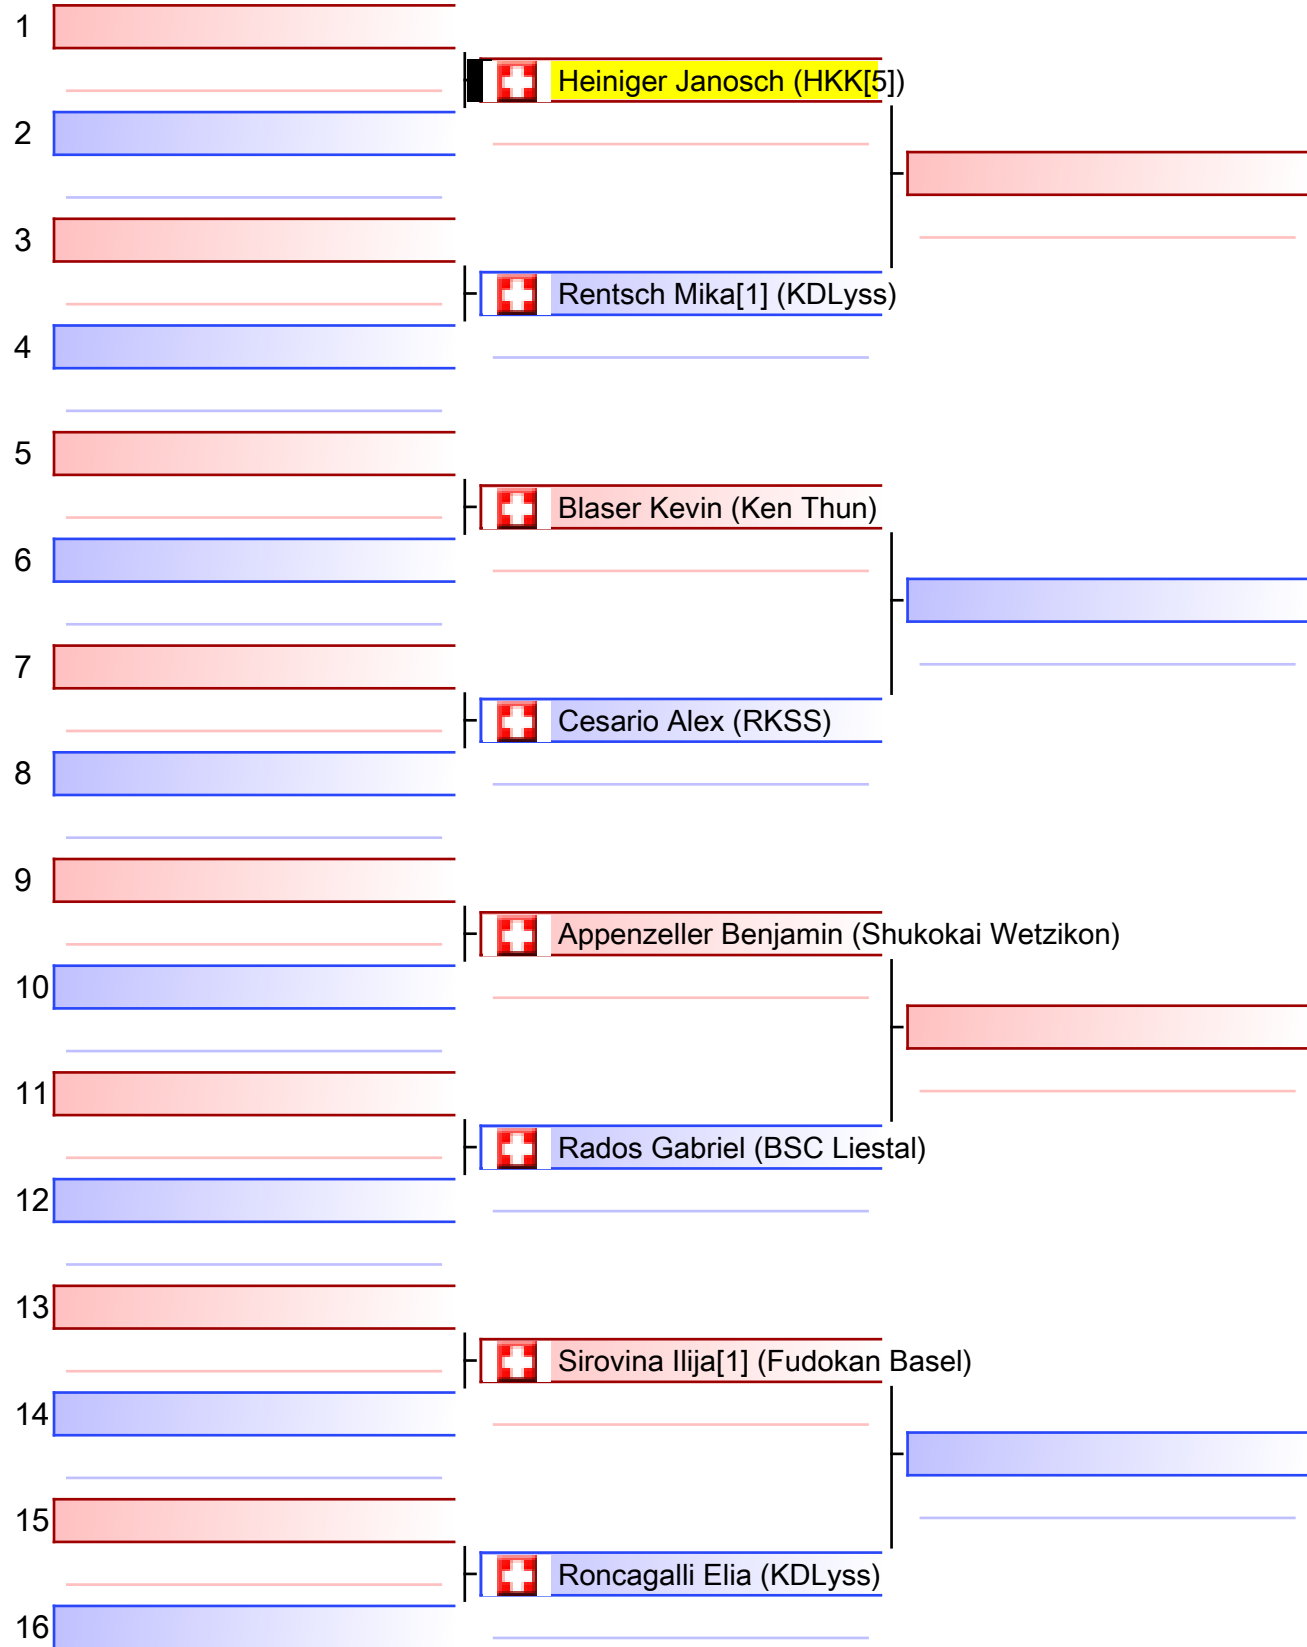 1
Heiniger Janosch (HKK[5])
2
3
Rentsch Mika[1] (KDLyss)
4
5
Blaser Kevin (Ken Thun)
6
7
Cesario Alex (RKSS)
8
9
Appenzeller Benjamin (Shukokai Wetzikon)
10
11
Rados Gabriel (BSC Liestal)
12
13
Sirovina Ilija[1] (Fudokan Basel)
14
15
Roncagalli Elia (KDLyss)
16